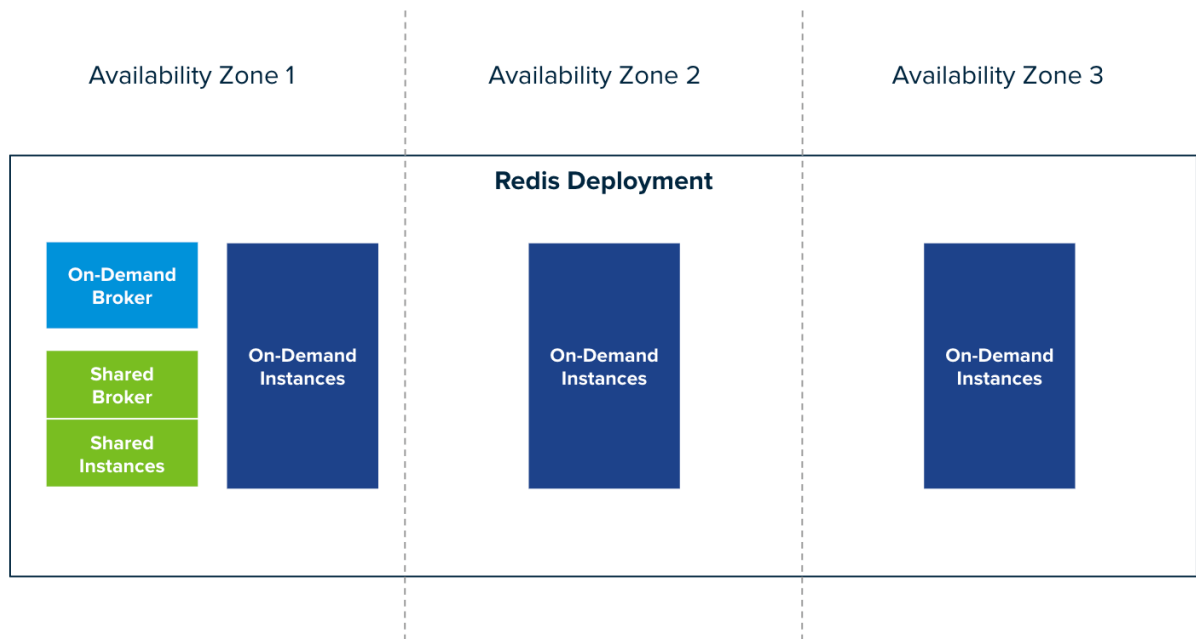 Availability Zone 1
Availability Zone 2
Availability Zone 3
Redis Deployment
On-Demand
Broker
Shared
Broker
Shared
Instances
On-Demand
Instances
On-Demand
Instances
On-Demand
Instances